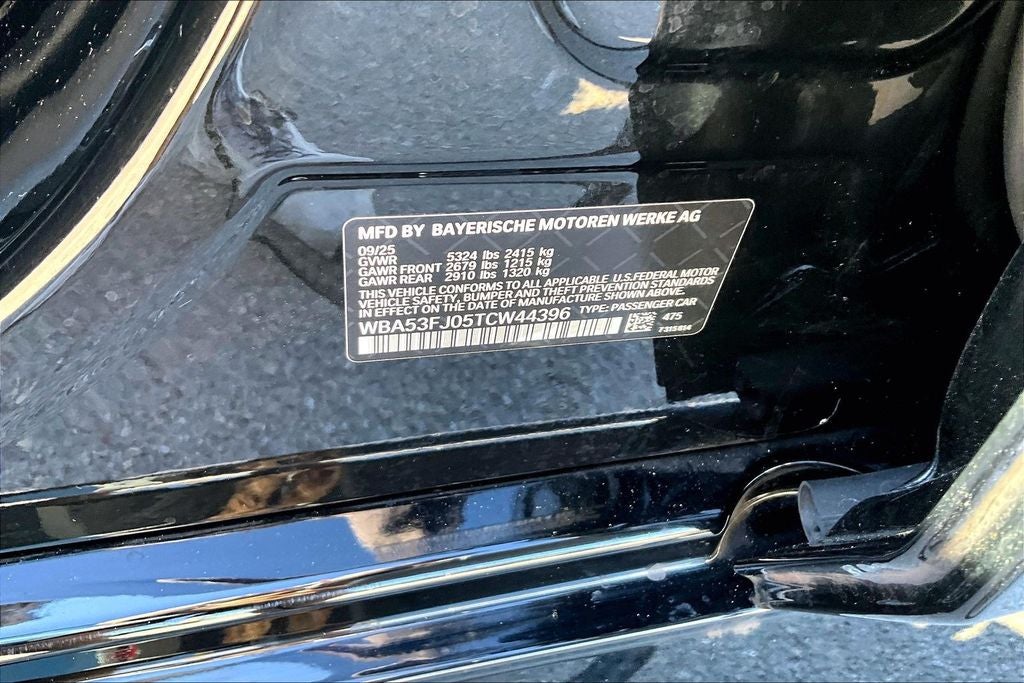 MFD BY BAYERISCHE MOTOREN WERKE AG
09/25
GVWR 5324 lbs 2415 kg
GAWR FRONT 2679 lbs 1215 kg
GAWR REAR 2910 lbs 1320 kg
THIS VEHICLE CONFORMS TO ALL APPLICABLE U.S.FEDERAL MOTOR
VEHICLE SAFETY, BUMPER AND THEFT PREVENTION STANDARDS
IN EFFECT ON THE DATE OF MANUFACTURE SHOWN ABOVE.
WBA53FJ05TCW44396 TYPE: PASSENGER CAR
475
7315814